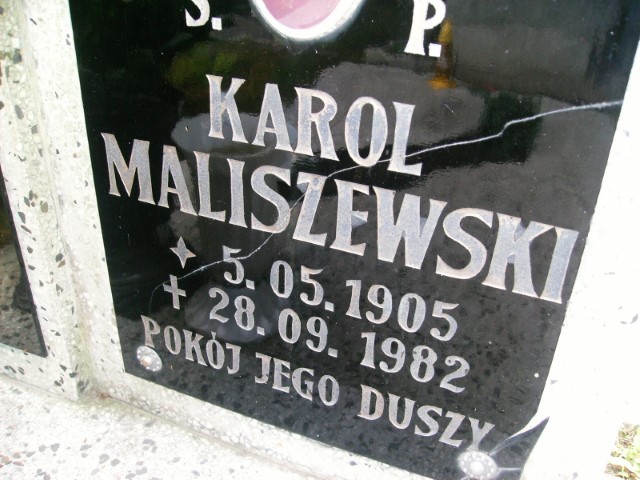 Ś. P.
KAROL
MALISZEWSKI
5.05.1905
28.09.1982
POKÓJ JEGO DUSZY